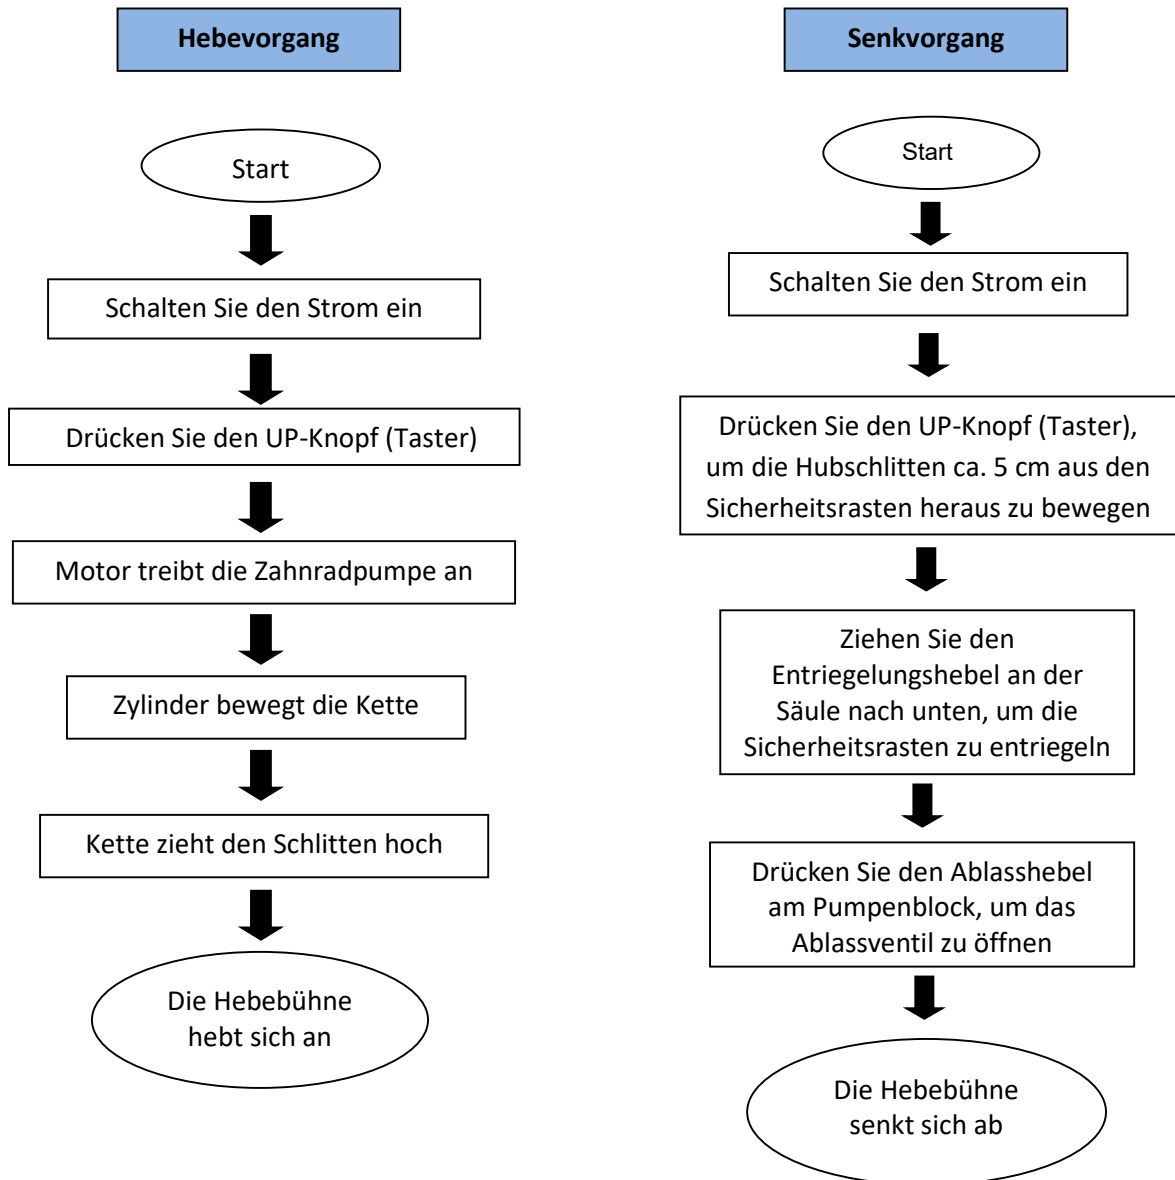 Hebevorgang
Start
Schalten Sie den Strom ein
Drücken Sie den UP-Knopf (Taster)
Motor treibt die Zahnradpumpe an
Zylinder bewegt die Kette
Kette zieht den Schlitten hoch
Die Hebebühne
hebt sich an
Senkvorgang
Start
Schalten Sie den Strom ein
Drücken Sie den UP-Knopf (Taster),
um die Hubschlitten ca. 5 cm aus den
Sicherheitsrasten heraus zu bewegen
Ziehen Sie den
Entriegelungshebel an der
Säule nach unten, um die
Sicherheitsrasten zu entriegeln
Drücken Sie den Ablasshebel
am Pumpenblock, um das
Ablassventil zu öffnen
Die Hebebühne
senkt sich ab